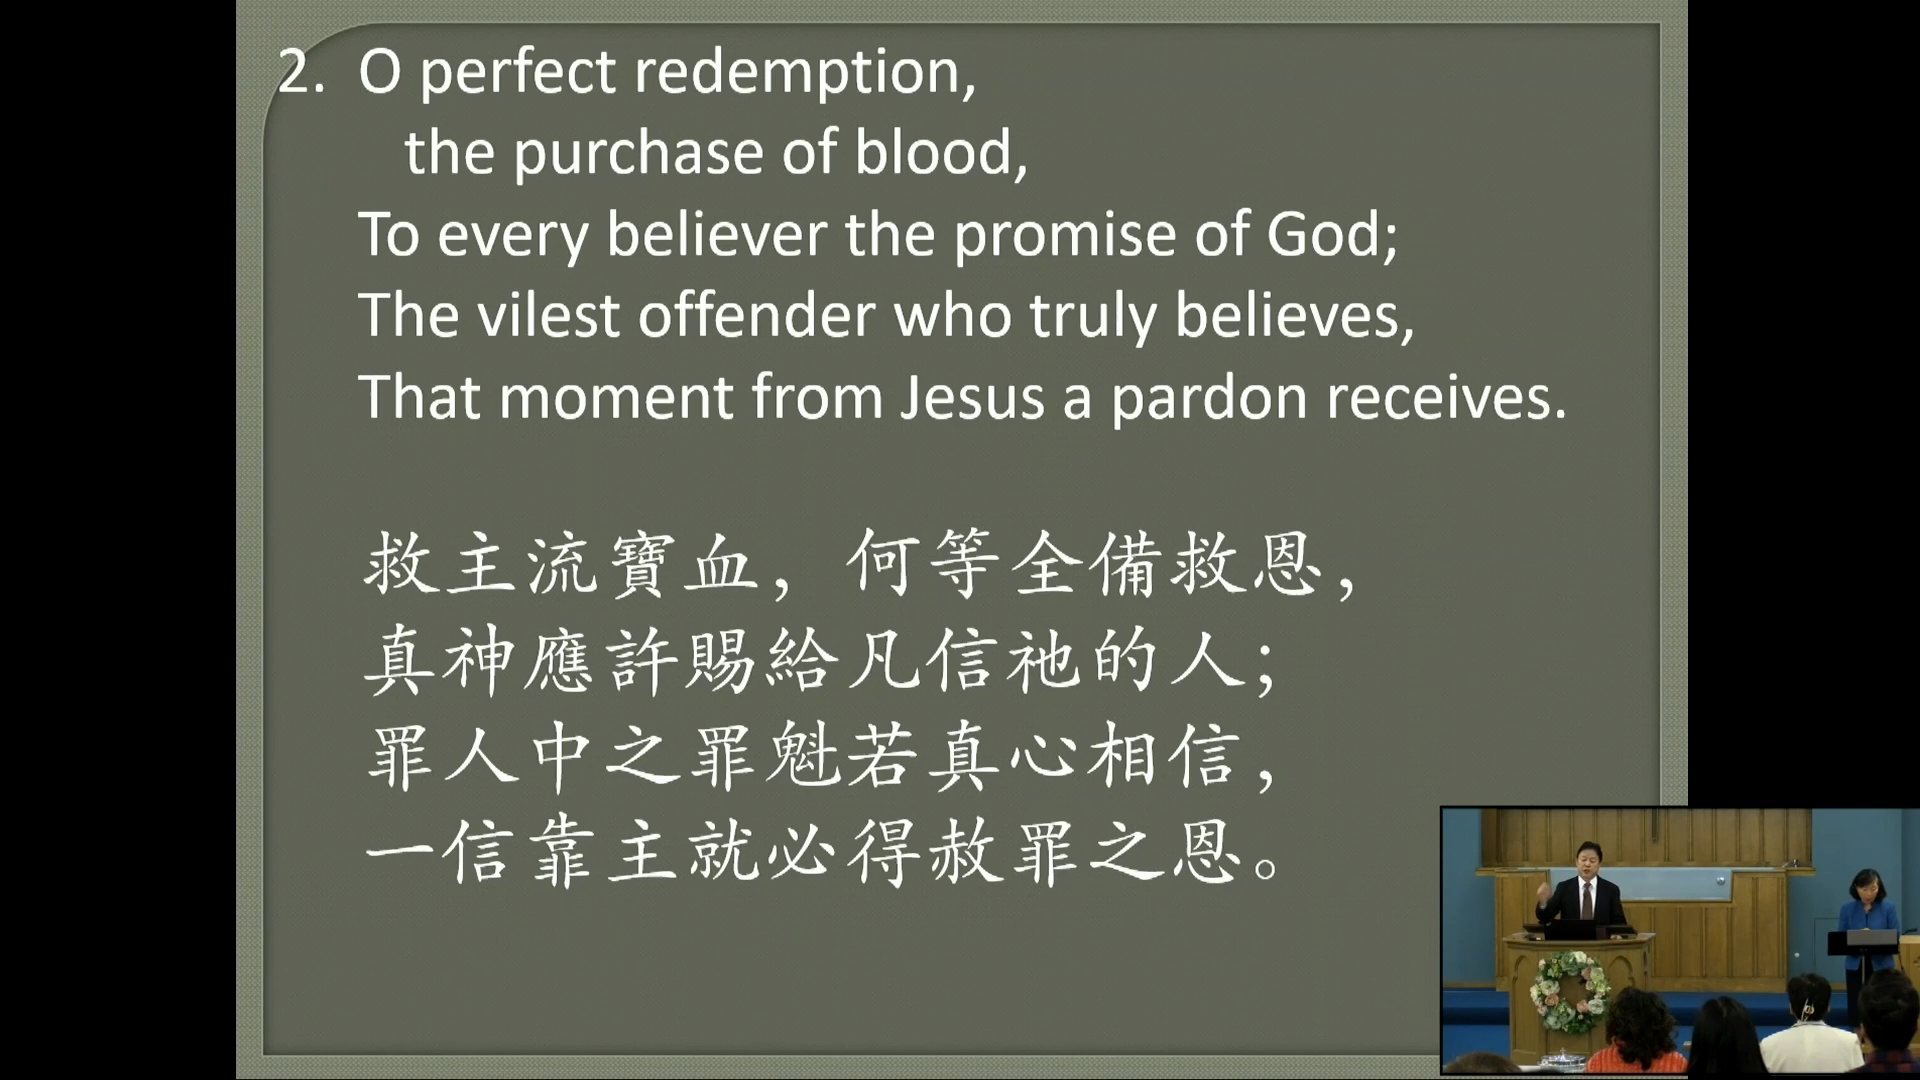 2. O perfect redemption,
the purchase of blood,
To every believer the promise of God;
The vilest offender who truly believes,
That moment from Jesus a pardon receives.
救主流寶血，何等全備救恩，
真神應許賜給凡信祂的人；
罪人中之罪魁若真心相信，
一信靠主就必得赦罪之恩。